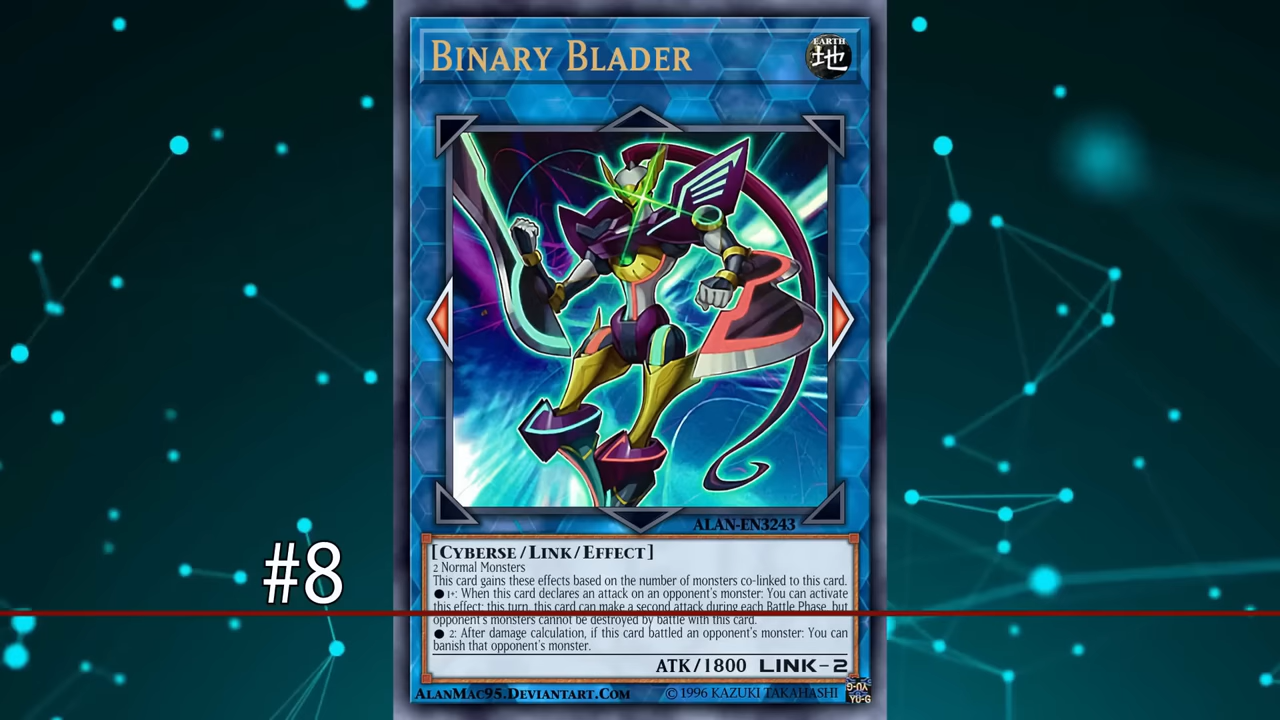 BINARY BLADER
EARTH
地
ALAN-EN3243
[CYBERSE/LINK/EFFECT]
2 Normal Monsters
This card gains these effects based on the number of monsters co-linked to this card.
● 1+: When this card declares an attack on an opponent's monster: You can activate
this effect; this turn, this card can make a second attack during each Battle Phase, but
opponent's monsters cannot be destroyed by battle with this card.
● 2: After damage calculation, if this card battled an opponent's monster: You can
banish that opponent's monster.
ATK/1800 LINK-2
ALANMAC95.DEVIANTART.COM
©1996 KAZUKI TAKAHASHI
#8